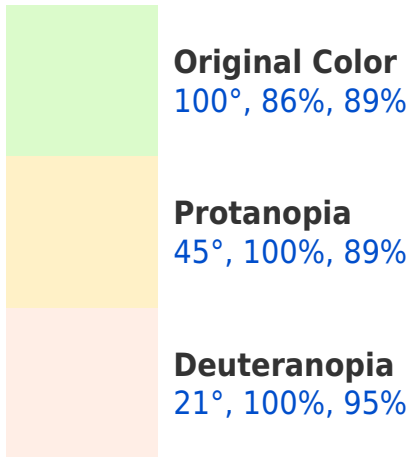 Original Color
100°, 86%, 89%
Protanopia
45°, 100%, 89%
Deuteranopia
21°, 100%, 95%